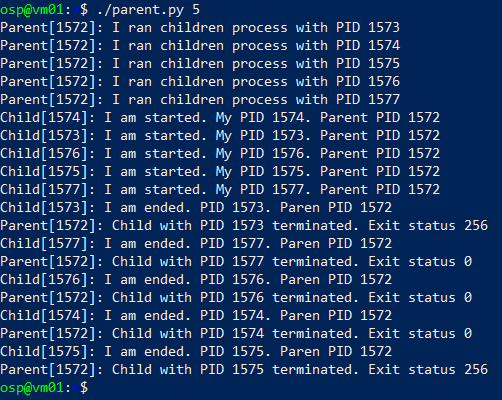 osp@vm01:~$ ./parent.py 5
Parent[1572]: I ran children process with PID 1573
Parent[1572]: I ran children process with PID 1574
Parent[1572]: I ran children process with PID 1575
Parent[1572]: I ran children process with PID 1576
Parent[1572]: I ran children process with PID 1577
Child[1574]: I am started. My PID 1574. Parent PID 1572
Child[1573]: I am started. My PID 1573. Parent PID 1572
Child[1576]: I am started. My PID 1576. Parent PID 1572
Child[1575]: I am started. My PID 1575. Parent PID 1572
Child[1577]: I am started. My PID 1577. Parent PID 1572
Child[1573]: I am ended. PID 1573. Paren PID 1572
Parent[1572]: Child with PID 1573 terminated. Exit status 256
Child[1577]: I am ended. PID 1577. Paren PID 1572
Parent[1572]: Child with PID 1577 terminated. Exit status 0
Child[1576]: I am ended. PID 1576. Paren PID 1572
Parent[1572]: Child with PID 1576 terminated. Exit status 0
Child[1574]: I am ended. PID 1574. Paren PID 1572
Parent[1572]: Child with PID 1574 terminated. Exit status 0
Child[1575]: I am ended. PID 1575. Paren PID 1572
Parent[1572]: Child with PID 1575 terminated. Exit status 256
osp@vm01:~$